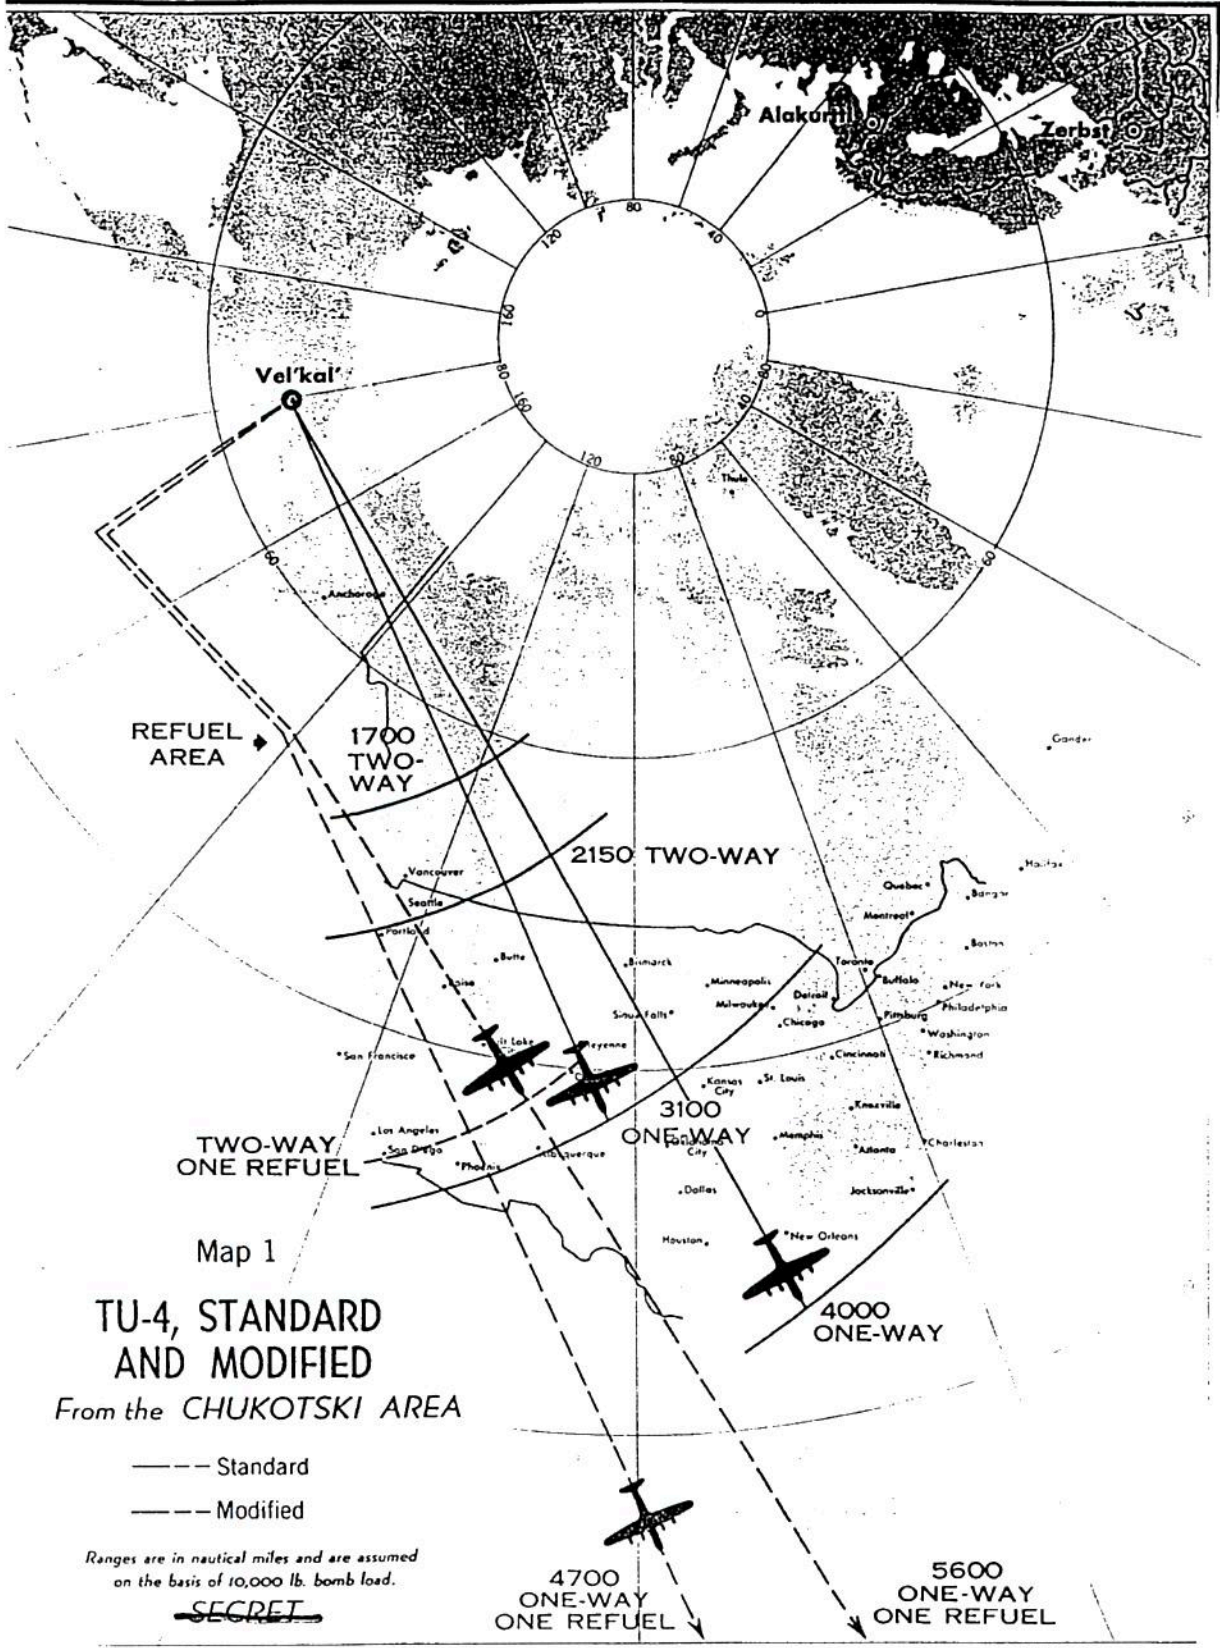 Alakurtti
Zerbst
80
120
40
160
0
Vel'kal'
80
160
80
40
120
80
Thule
60
60
Anchorage
REFUEL
AREA
1700
TWO-
WAY
Gander
2150 TWO-WAY
Vancouver
Halifax
Seattle
Quebec
Bangor
Montreal
Portland
Boston
Butte
Bismarck
Toronto
Buffalo
Boise
Minneapolis
New York
Milwaukee
Detroit
Philadelphia
Sioux Falls
Chicago
Pittsburg
Washington
San Francisco
Salt Lake
Cheyenne
Cincinnati
Richmond
Kansas
City
St. Louis
3100
ONE-WAY
Knoxville
Los Angeles
San Diego
Oklahoma
City
Memphis
Atlanta
Charleston
TWO-WAY
ONE REFUEL
Phoenix
Albuquerque
Dallas
Jacksonville
Houston
New Orleans
Map 1
TU-4, STANDARD
AND MODIFIED
From the CHUKOTSKI AREA
4000
ONE-WAY
Standard
Modified
Ranges are in nautical miles and are assumed
on the basis of 10,000 lb. bomb load.
SECRET
4700
ONE-WAY
ONE REFUEL
5600
ONE-WAY
ONE REFUEL